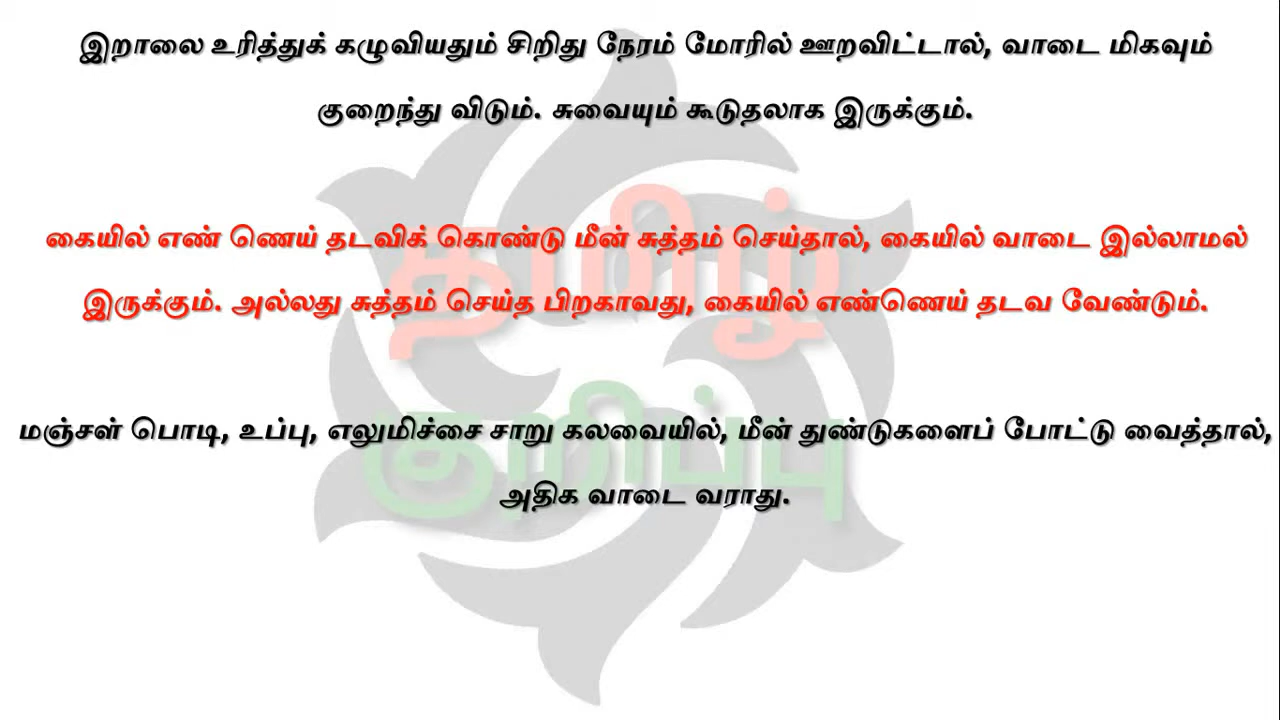 இறாலை உரித்துக் கழுவியதும் சிறிது நேரம் மோரில் ஊறவிட்டால், வாடை மிகவும்
குறைந்து விடும். சுவையும் கூடுதலாக இருக்கும்.
கையில் எண் ணெய் தடவிக் கொண்டு மீன் சுத்தம் செய்தால், கையில் வாடை இல்லாமல்
இருக்கும். அல்லது சுத்தம் செய்த பிறகாவது, கையில் எண்ணெய் தடவ வேண்டும்.
மஞ்சள் பொடி, உப்பு, எலுமிச்சை சாறு கலவையில், மீன் துண்டுகளைப் போட்டு வைத்தால்,
அதிக வாடை வராது.
தமிழ்
குறிப்பு